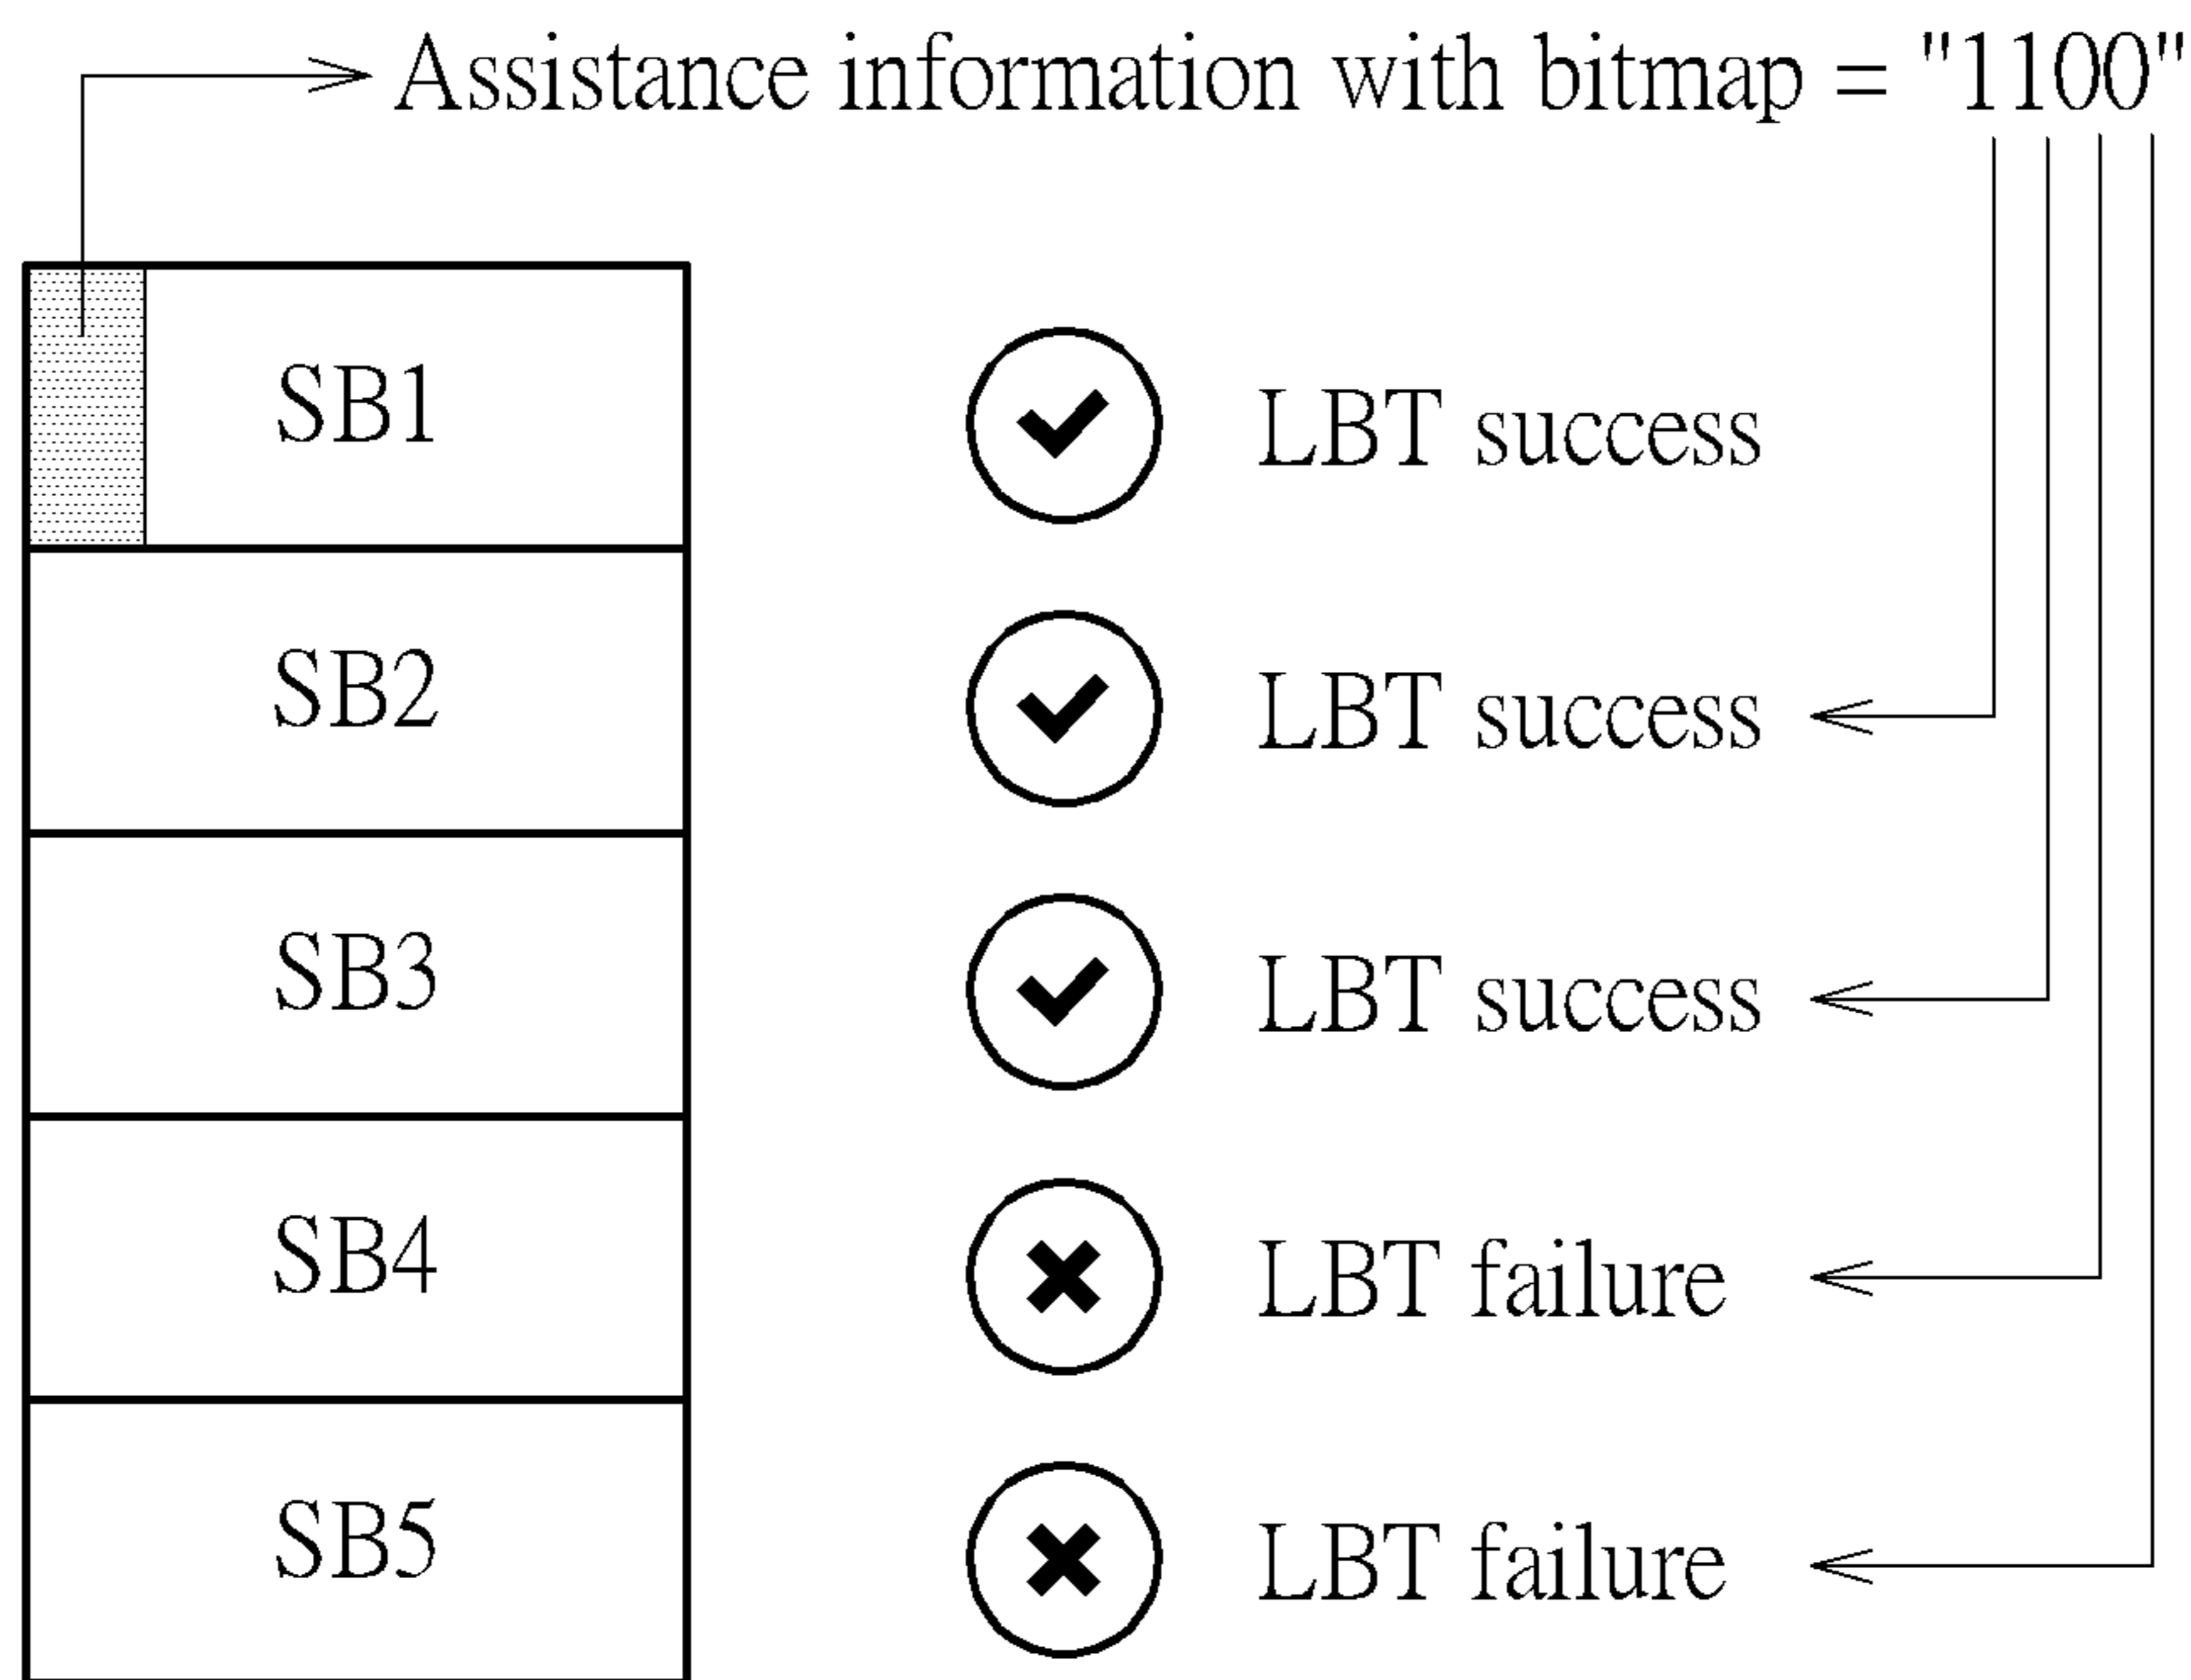 Assistance information with bitmap = "1100"
SB1 LBT success
SB2 LBT success
SB3 LBT success
SB4 LBT failure
SB5 LBT failure